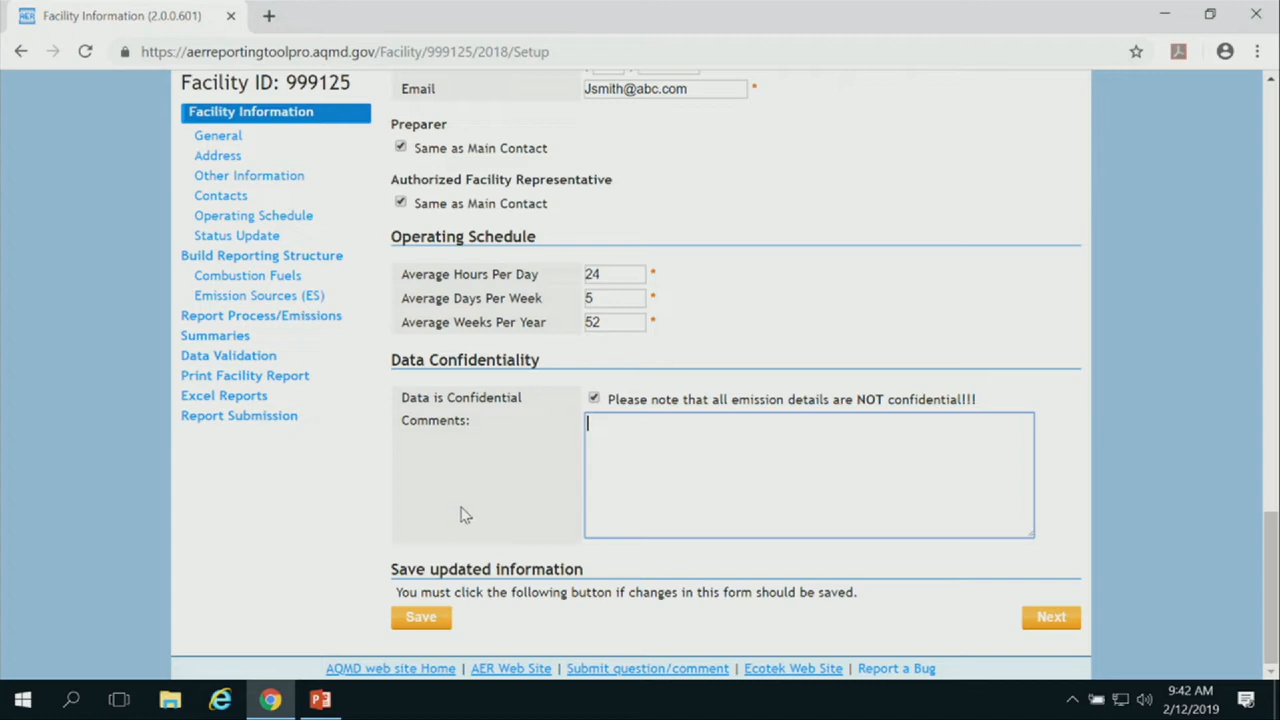 Facility Information (2.0.0.601)
https://aerreportingtoolpro.aqmd.gov/Facility/999125/2018/Setup
Facility ID: 999125
Facility Information
General
Address
Other Information
Contacts
Operating Schedule
Status Update
Build Reporting Structure
Combustion Fuels
Emission Sources (ES)
Report Process/Emissions
Summaries
Data Validation
Print Facility Report
Excel Reports
Report Submission
Email Jsmith@abc.com *
Preparer
Same as Main Contact
Authorized Facility Representative
Same as Main Contact
Operating Schedule
Average Hours Per Day 24 *
Average Days Per Week 5 *
Average Weeks Per Year 52 *
Data Confidentiality
Data is Confidential Please note that all emission details are NOT confidential!!!
Comments:
Save updated information
You must click the following button if changes in this form should be saved.
Save Next
AQMD web site Home | AER Web Site | Submit question/comment | Ecotek Web Site | Report a Bug
9:42 AM
2/12/2019